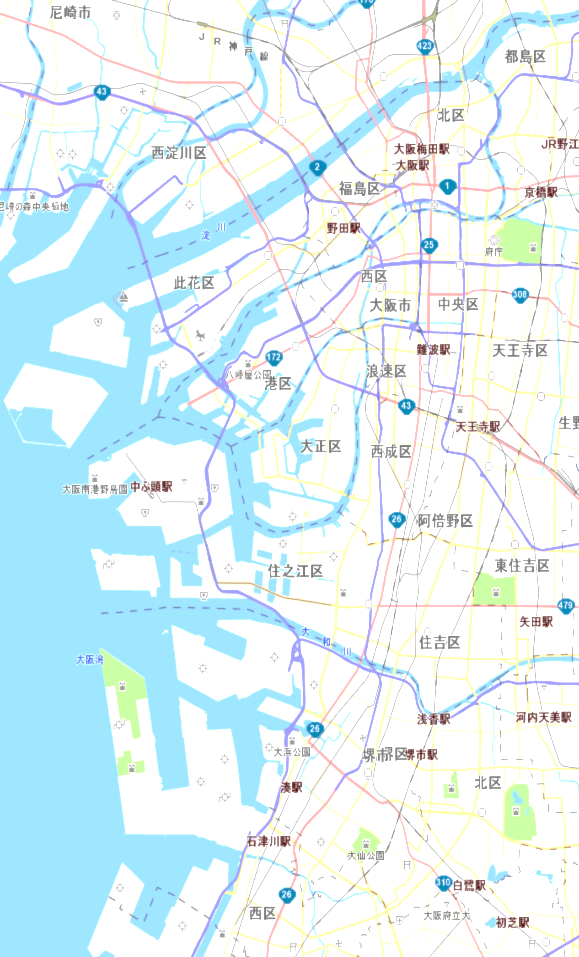 尼崎市
176
JR神戸線
423
都島区
43
北区
JR野江
大阪梅田駅
西淀川区
2
大阪駅
福島区
1
京橋駅
尼崎の森中央緑地
淀川
野田駅
25
府庁
西区
此花区
308
大阪市
中央区
難波駅
天王寺区
172
八幡屋公園
港区
浪速区
43
生野
天王寺駅
大正区
西成区
大阪南港野鳥園
中ふ頭駅
26
阿倍野区
東住吉区
住之江区
479
矢田駅
大和川
住吉区
大阪湾
浅香駅
河内天美駅
26
大浜公園
堺市
堺区
堺市駅
北区
湊駅
石津川駅
大仙公園
310
白鷺駅
26
西区
大阪府立大
初芝駅